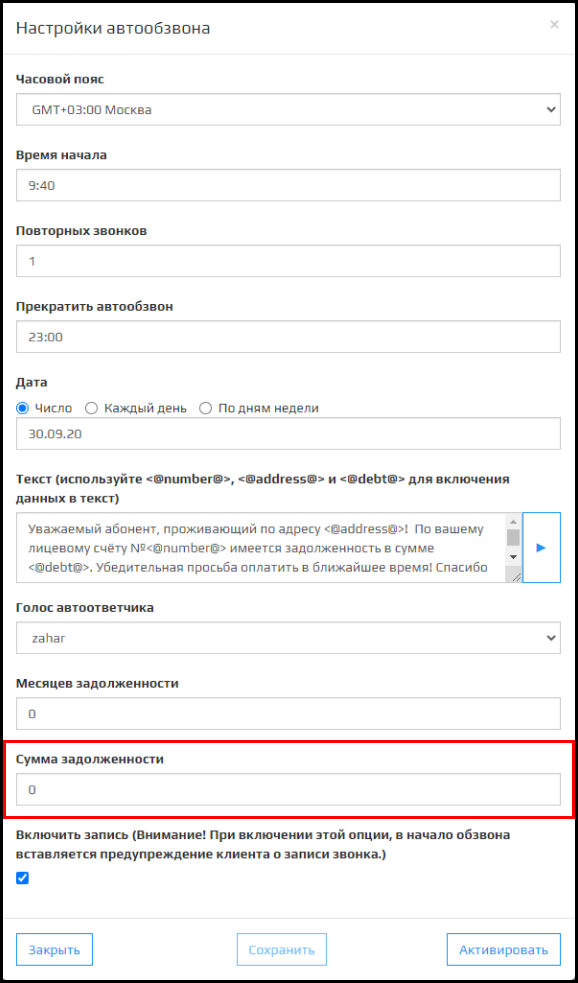 Настройки автообзвона
×
Часовой пояс
GMT+03:00 Москва
Время начала
9:40
Повторных звонков
1
Прекратить автообзвон
23:00
Дата
Число Каждый день По дням недели
30.09.20
Текст (используйте <@number@>, <@address@> и <@debt@> для включения
данных в текст)
Уважаемый абонент, проживающий по адресу <@address@>! По вашему
лицевому счёту №<@number@> имеется задолженность в сумме
<@debt@>. Убедительная просьба оплатить в ближайшее время! Спасибо
Голос автоответчика
zahar
Месяцев задолженности
0
Сумма задолженности
0
Включить запись (Внимание! При включении этой опции, в начало обзвона
вставляется предупреждение клиента о записи звонка.)
Закрыть Сохранить Активировать